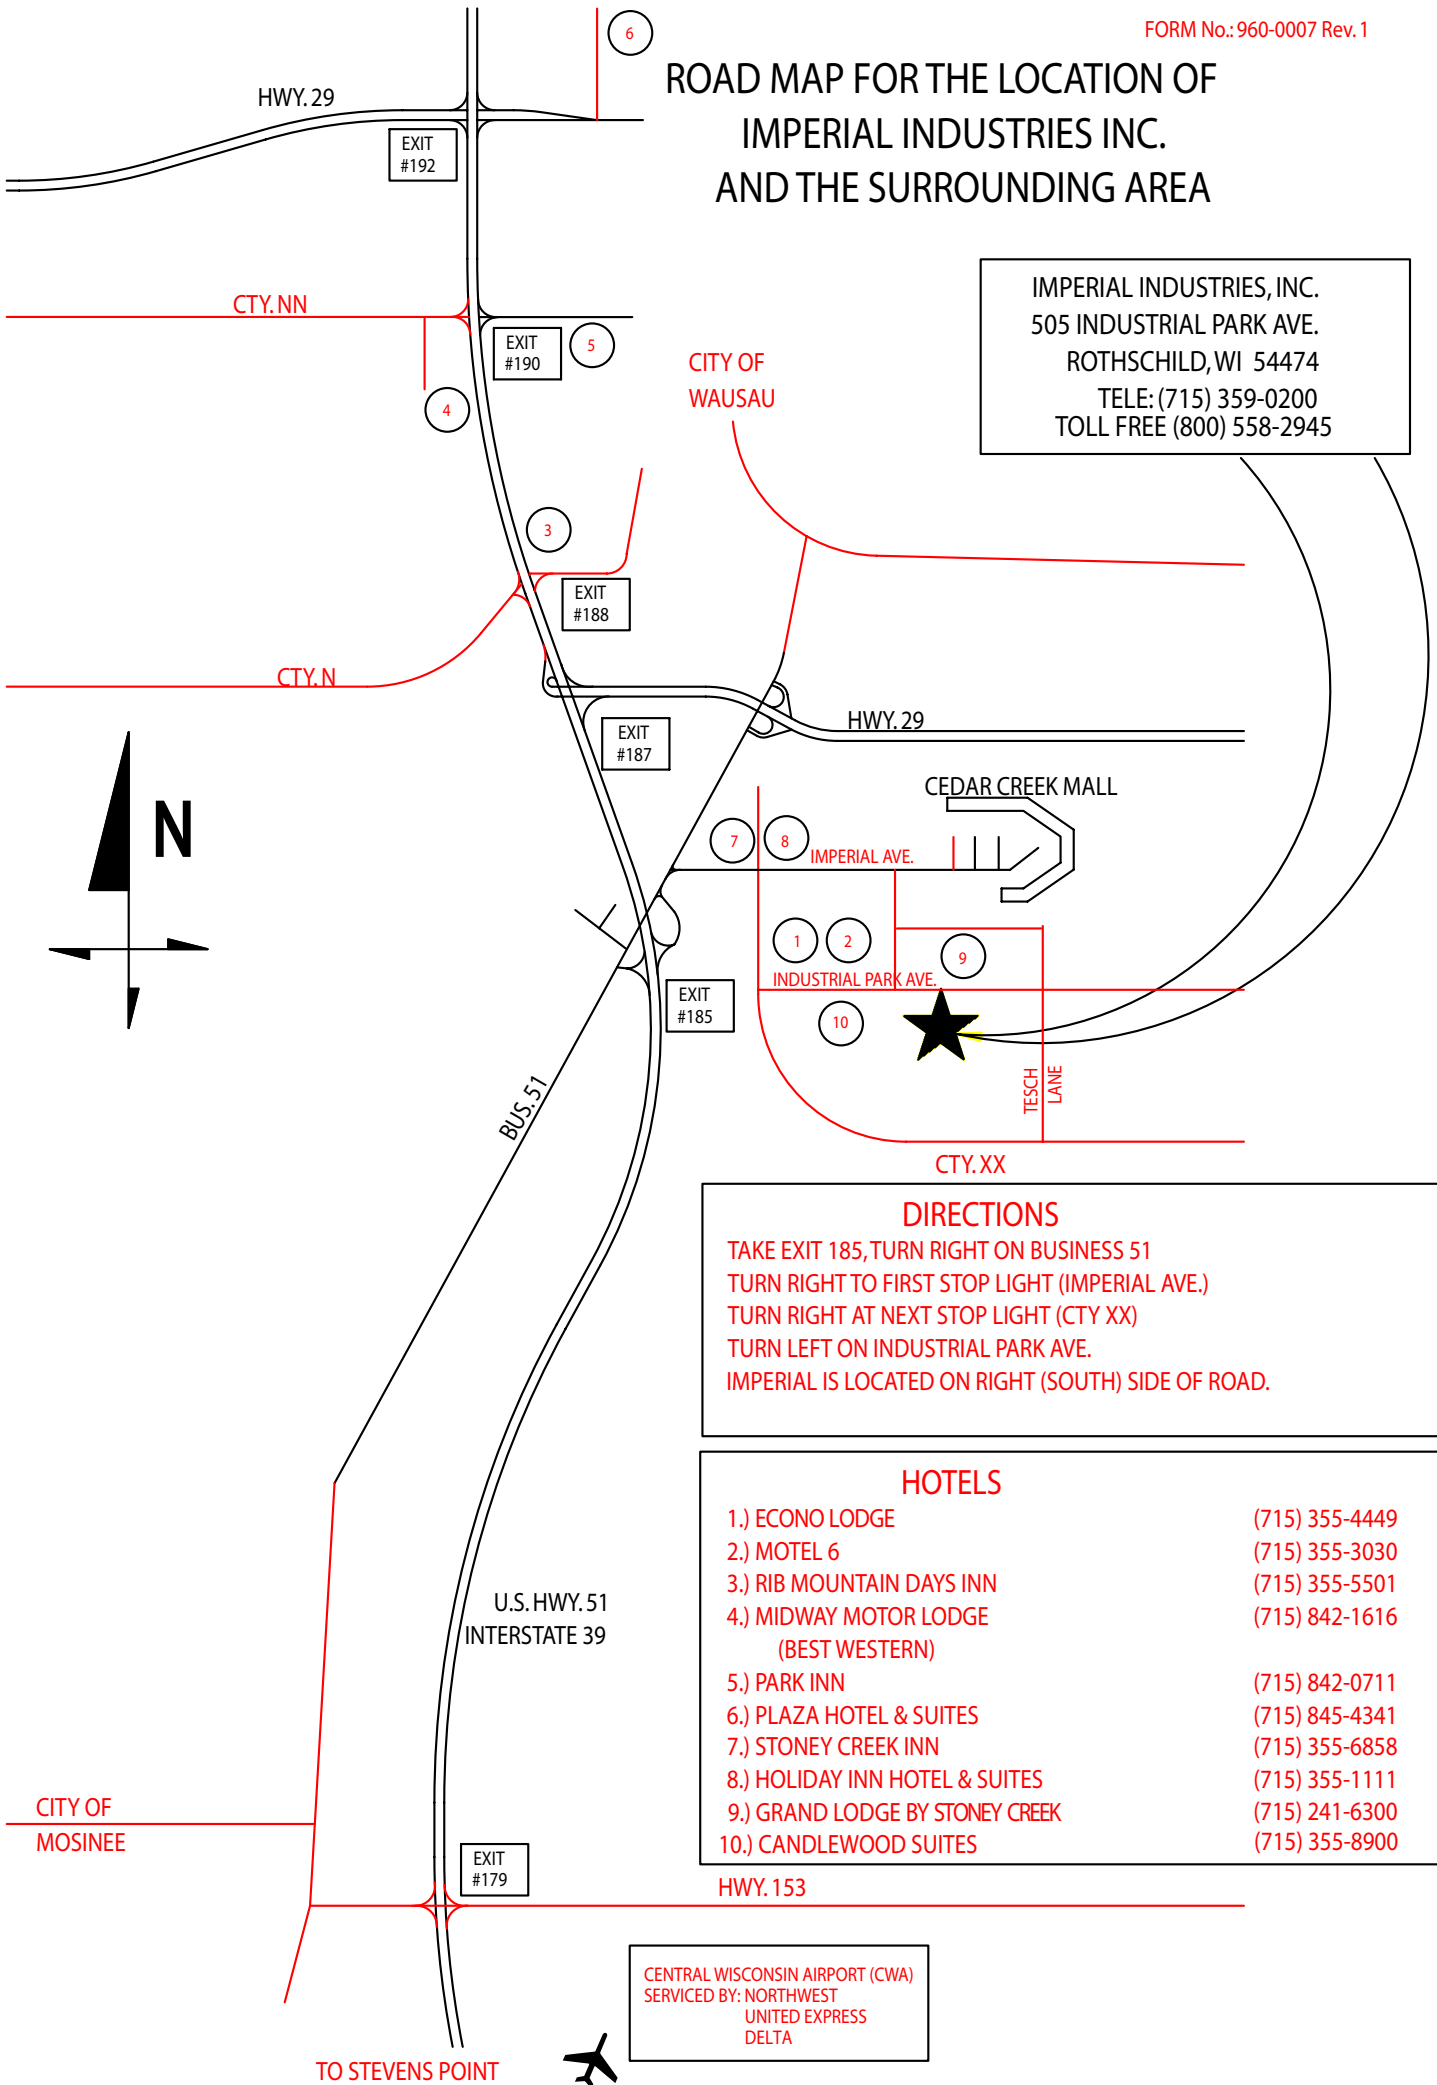 FORM No.: 960-0007 Rev. 1
6
ROAD MAP FOR THE LOCATION OF
IMPERIAL INDUSTRIES INC.
AND THE SURROUNDING AREA
HWY. 29
EXIT
#192
IMPERIAL INDUSTRIES, INC.
505 INDUSTRIAL PARK AVE.
ROTHSCHILD, WI 54474
TELE: (715) 359-0200
TOLL FREE (800) 558-2945
CTY. NN
EXIT
#190
5
4
CITY OF
WAUSAU
3
EXIT
#188
CTY. N
EXIT
#187
HWY. 29
CEDAR CREEK MALL
N
7
8
IMPERIAL AVE.
1
2
9
INDUSTRIAL PARK AVE.
EXIT
#185
10
TESCH
LANE
BUS. 51
CTY. XX
DIRECTIONS
TAKE EXIT 185, TURN RIGHT ON BUSINESS 51
TURN RIGHT TO FIRST STOP LIGHT (IMPERIAL AVE.)
TURN RIGHT AT NEXT STOP LIGHT (CTY XX)
TURN LEFT ON INDUSTRIAL PARK AVE.
IMPERIAL IS LOCATED ON RIGHT (SOUTH) SIDE OF ROAD.
HOTELS
1.) ECONO LODGE (715) 355-4449
2.) MOTEL 6 (715) 355-3030
3.) RIB MOUNTAIN DAYS INN (715) 355-5501
4.) MIDWAY MOTOR LODGE (715) 842-1616
(BEST WESTERN)
5.) PARK INN (715) 842-0711
6.) PLAZA HOTEL & SUITES (715) 845-4341
7.) STONEY CREEK INN (715) 355-6858
8.) HOLIDAY INN HOTEL & SUITES (715) 355-1111
9.) GRAND LODGE BY STONEY CREEK (715) 241-6300
10.) CANDLEWOOD SUITES (715) 355-8900
U.S. HWY. 51
INTERSTATE 39
CITY OF
MOSINEE
EXIT
#179
HWY. 153
CENTRAL WISCONSIN AIRPORT (CWA)
SERVICED BY: NORTHWEST
UNITED EXPRESS
DELTA
TO STEVENS POINT